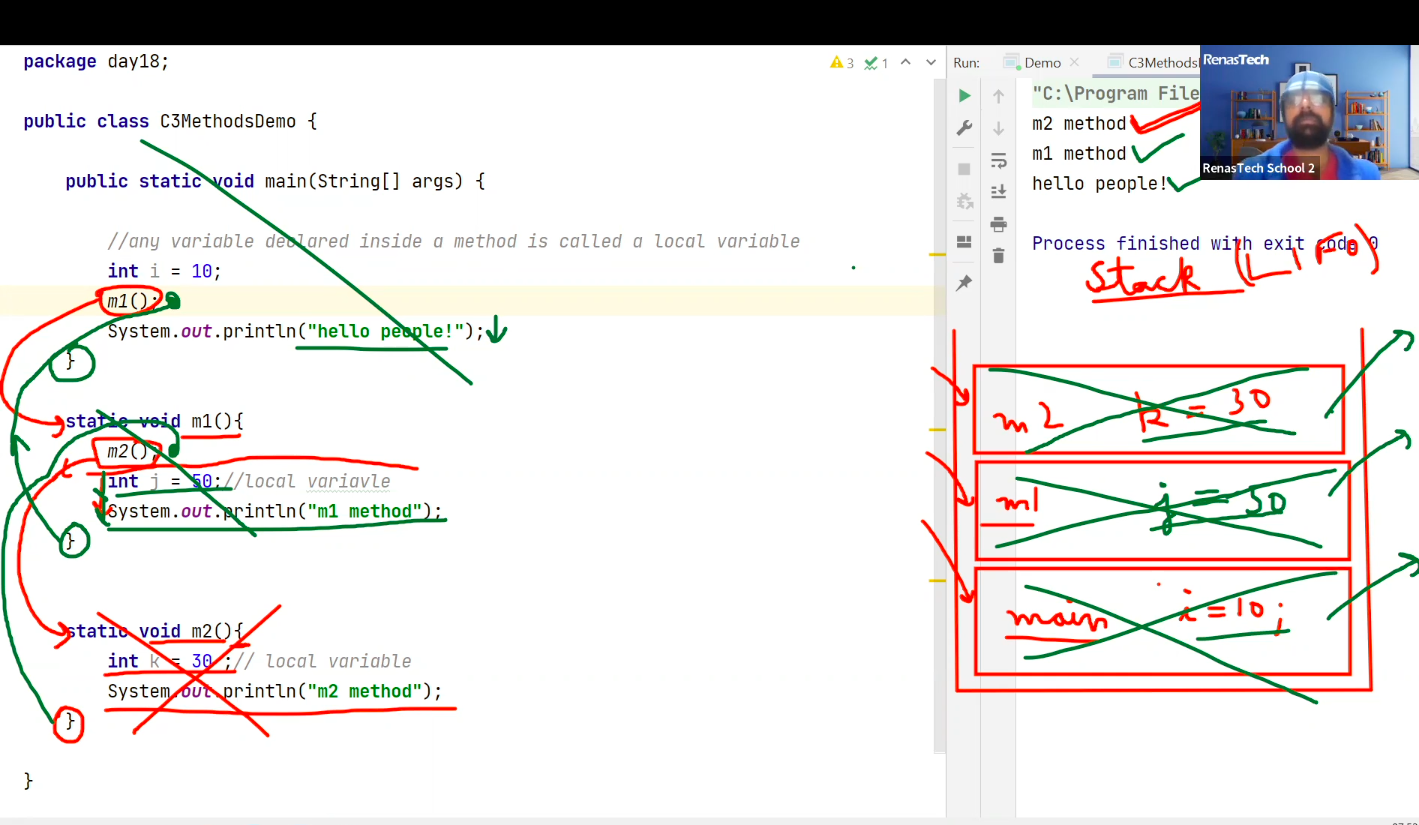 package day18;
3 1
Run: Demo C3Methods
public class C3MethodsDemo {
public static void main(String[] args) {
//any variable declared inside a method is called a local variable
int i = 10;
m1();
System.out.println("hello people!");
}
static void m1(){
m2();
int j = 50;//local variavle
System.out.println("m1 method");
}
static void m2(){
int k = 30 ;// local variable
System.out.println("m2 method");
}
}
"C:\Program File
m2 method
m1 method
hello people!
Process finished with exit code 0
RenasTech
RenasTech School 2
Stack (LIFO)
m2 k = 30
m1 j = 50
main i = 10;